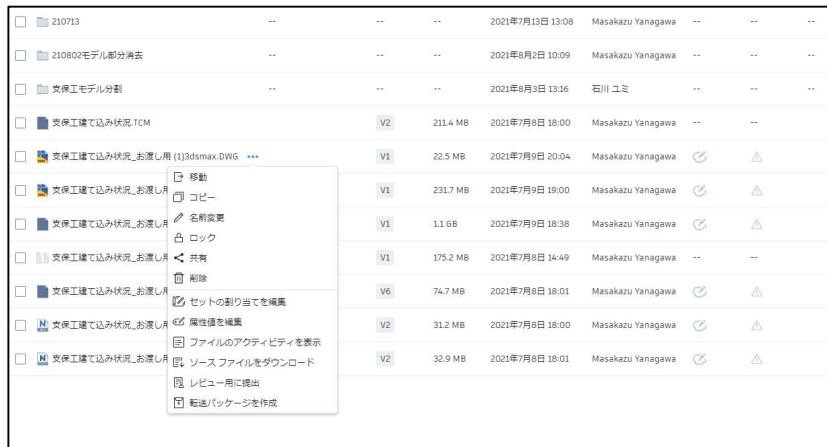 210713 -- -- -- 2021年7月13日 13:08 Masakazu Yanagawa -- -- --
210802モデル部分消去 -- -- -- 2021年8月2日 10:09 Masakazu Yanagawa -- -- --
支保工モデル分割 -- -- -- 2021年8月3日 13:16 石川 ユミ -- -- --
支保工建て込み状況.TCM V2 211.4 MB 2021年7月8日 18:00 Masakazu Yanagawa -- --
支保工建て込み状況_お渡し用 (1)3dsmax.DWG ••• V1 22.5 MB 2021年7月9日 20:04 Masakazu Yanagawa
支保工建て込み状況_お渡し用 V1 231.7 MB 2021年7月9日 19:00 Masakazu Yanagawa
支保工建て込み状況_お渡し用 V1 1.1 GB 2021年7月9日 18:38 Masakazu Yanagawa
支保工建て込み状況_お渡し用 V1 175.2 MB 2021年7月8日 14:49 Masakazu Yanagawa -- --
支保工建て込み状況_お渡し用 V6 74.7 MB 2021年7月8日 18:01 Masakazu Yanagawa
支保工建て込み状況_お渡し用 V2 31.2 MB 2021年7月8日 18:00 Masakazu Yanagawa
支保工建て込み状況_お渡し用 V2 32.9 MB 2021年7月8日 18:01 Masakazu Yanagawa
移動
コピー
名前変更
ロック
共有
削除
セットの割り当てを編集
属性値を編集
ファイルのアクティビティを表示
ソース ファイルをダウンロード
レビュー用に提出
転送パッケージを作成